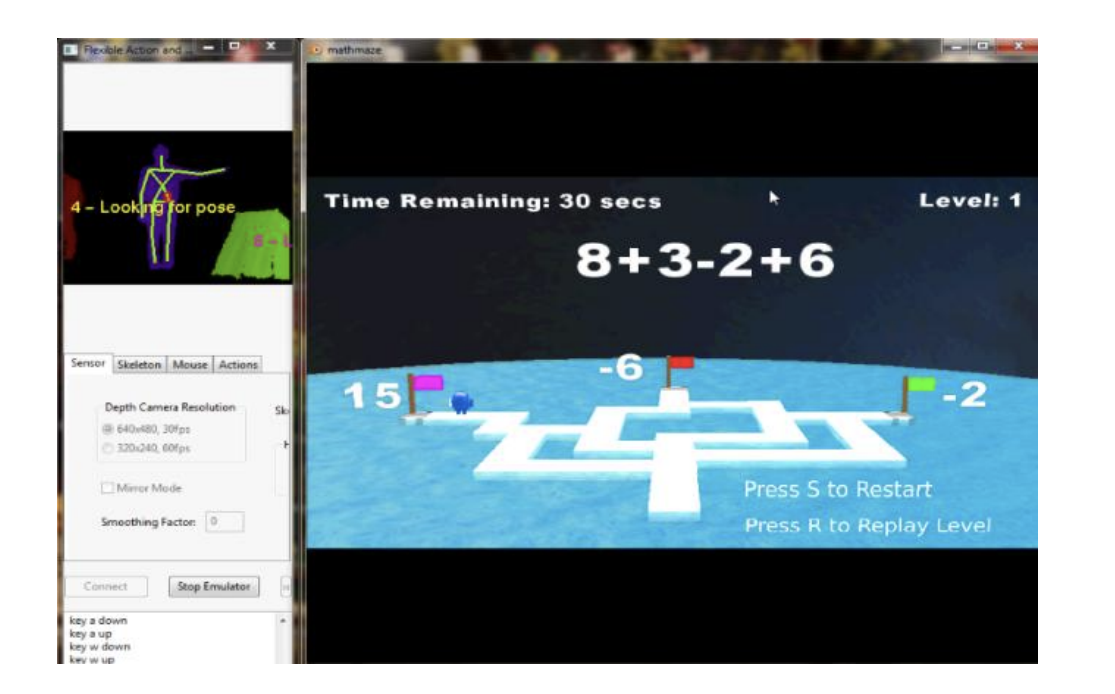 Flexible Action and
4 - Looking for pose
Sensor
Skeleton
Mouse
Actions
Depth Camera Resolution
640x480, 30fps
320x240, 60fps
Mirror Mode
Smoothing Factor: 0
Connect
Stop Emulator
key a down
key a up
key w down
key w up
mathmaze
Time Remaining: 30 secs
Level: 1
8+3-2+6
15
-6
-2
Press S to Restart
Press R to Replay Level